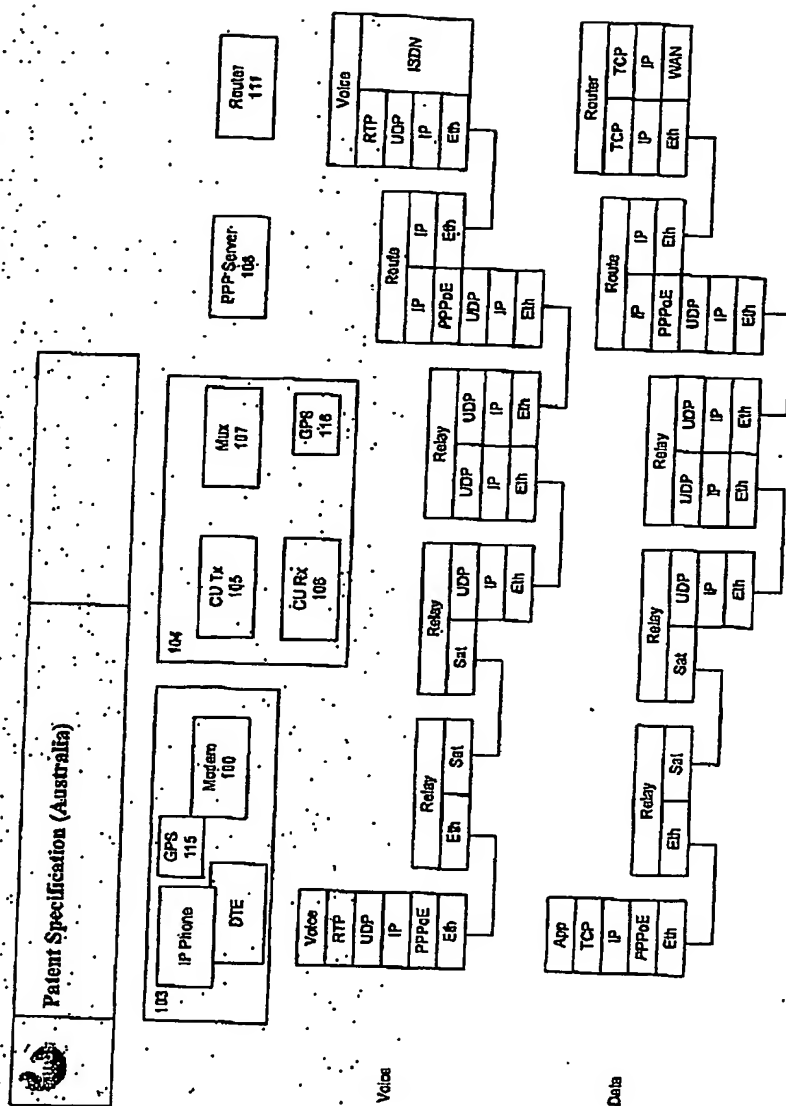 Patent Specification (Australia)
103
IP Phone
DTE
GPS
115
Modem
100
104
CU Tx
105
CU Rx
106
Mux
107
GPS
116
PPP Server
108
Router
111
Voice
Voice
RTP
UDP
IP
PPPoE
Eth
Relay
Eth
Sat
Relay
Sat
UDP
IP
Eth
Relay
UDP
UDP
IP
IP
Eth
Eth
Route
IP
IP
PPPoE
Eth
UDP
IP
Eth
Voice
RTP
ISDN
UDP
IP
Eth
Data
App
TCP
IP
PPPoE
Eth
Relay
Eth
Sat
Relay
Sat
UDP
IP
Eth
Relay
UDP
UDP
IP
IP
Eth
Eth
Route
IP
IP
PPPoE
Eth
UDP
IP
Eth
Router
TCP
TCP
IP
IP
Eth
WAN